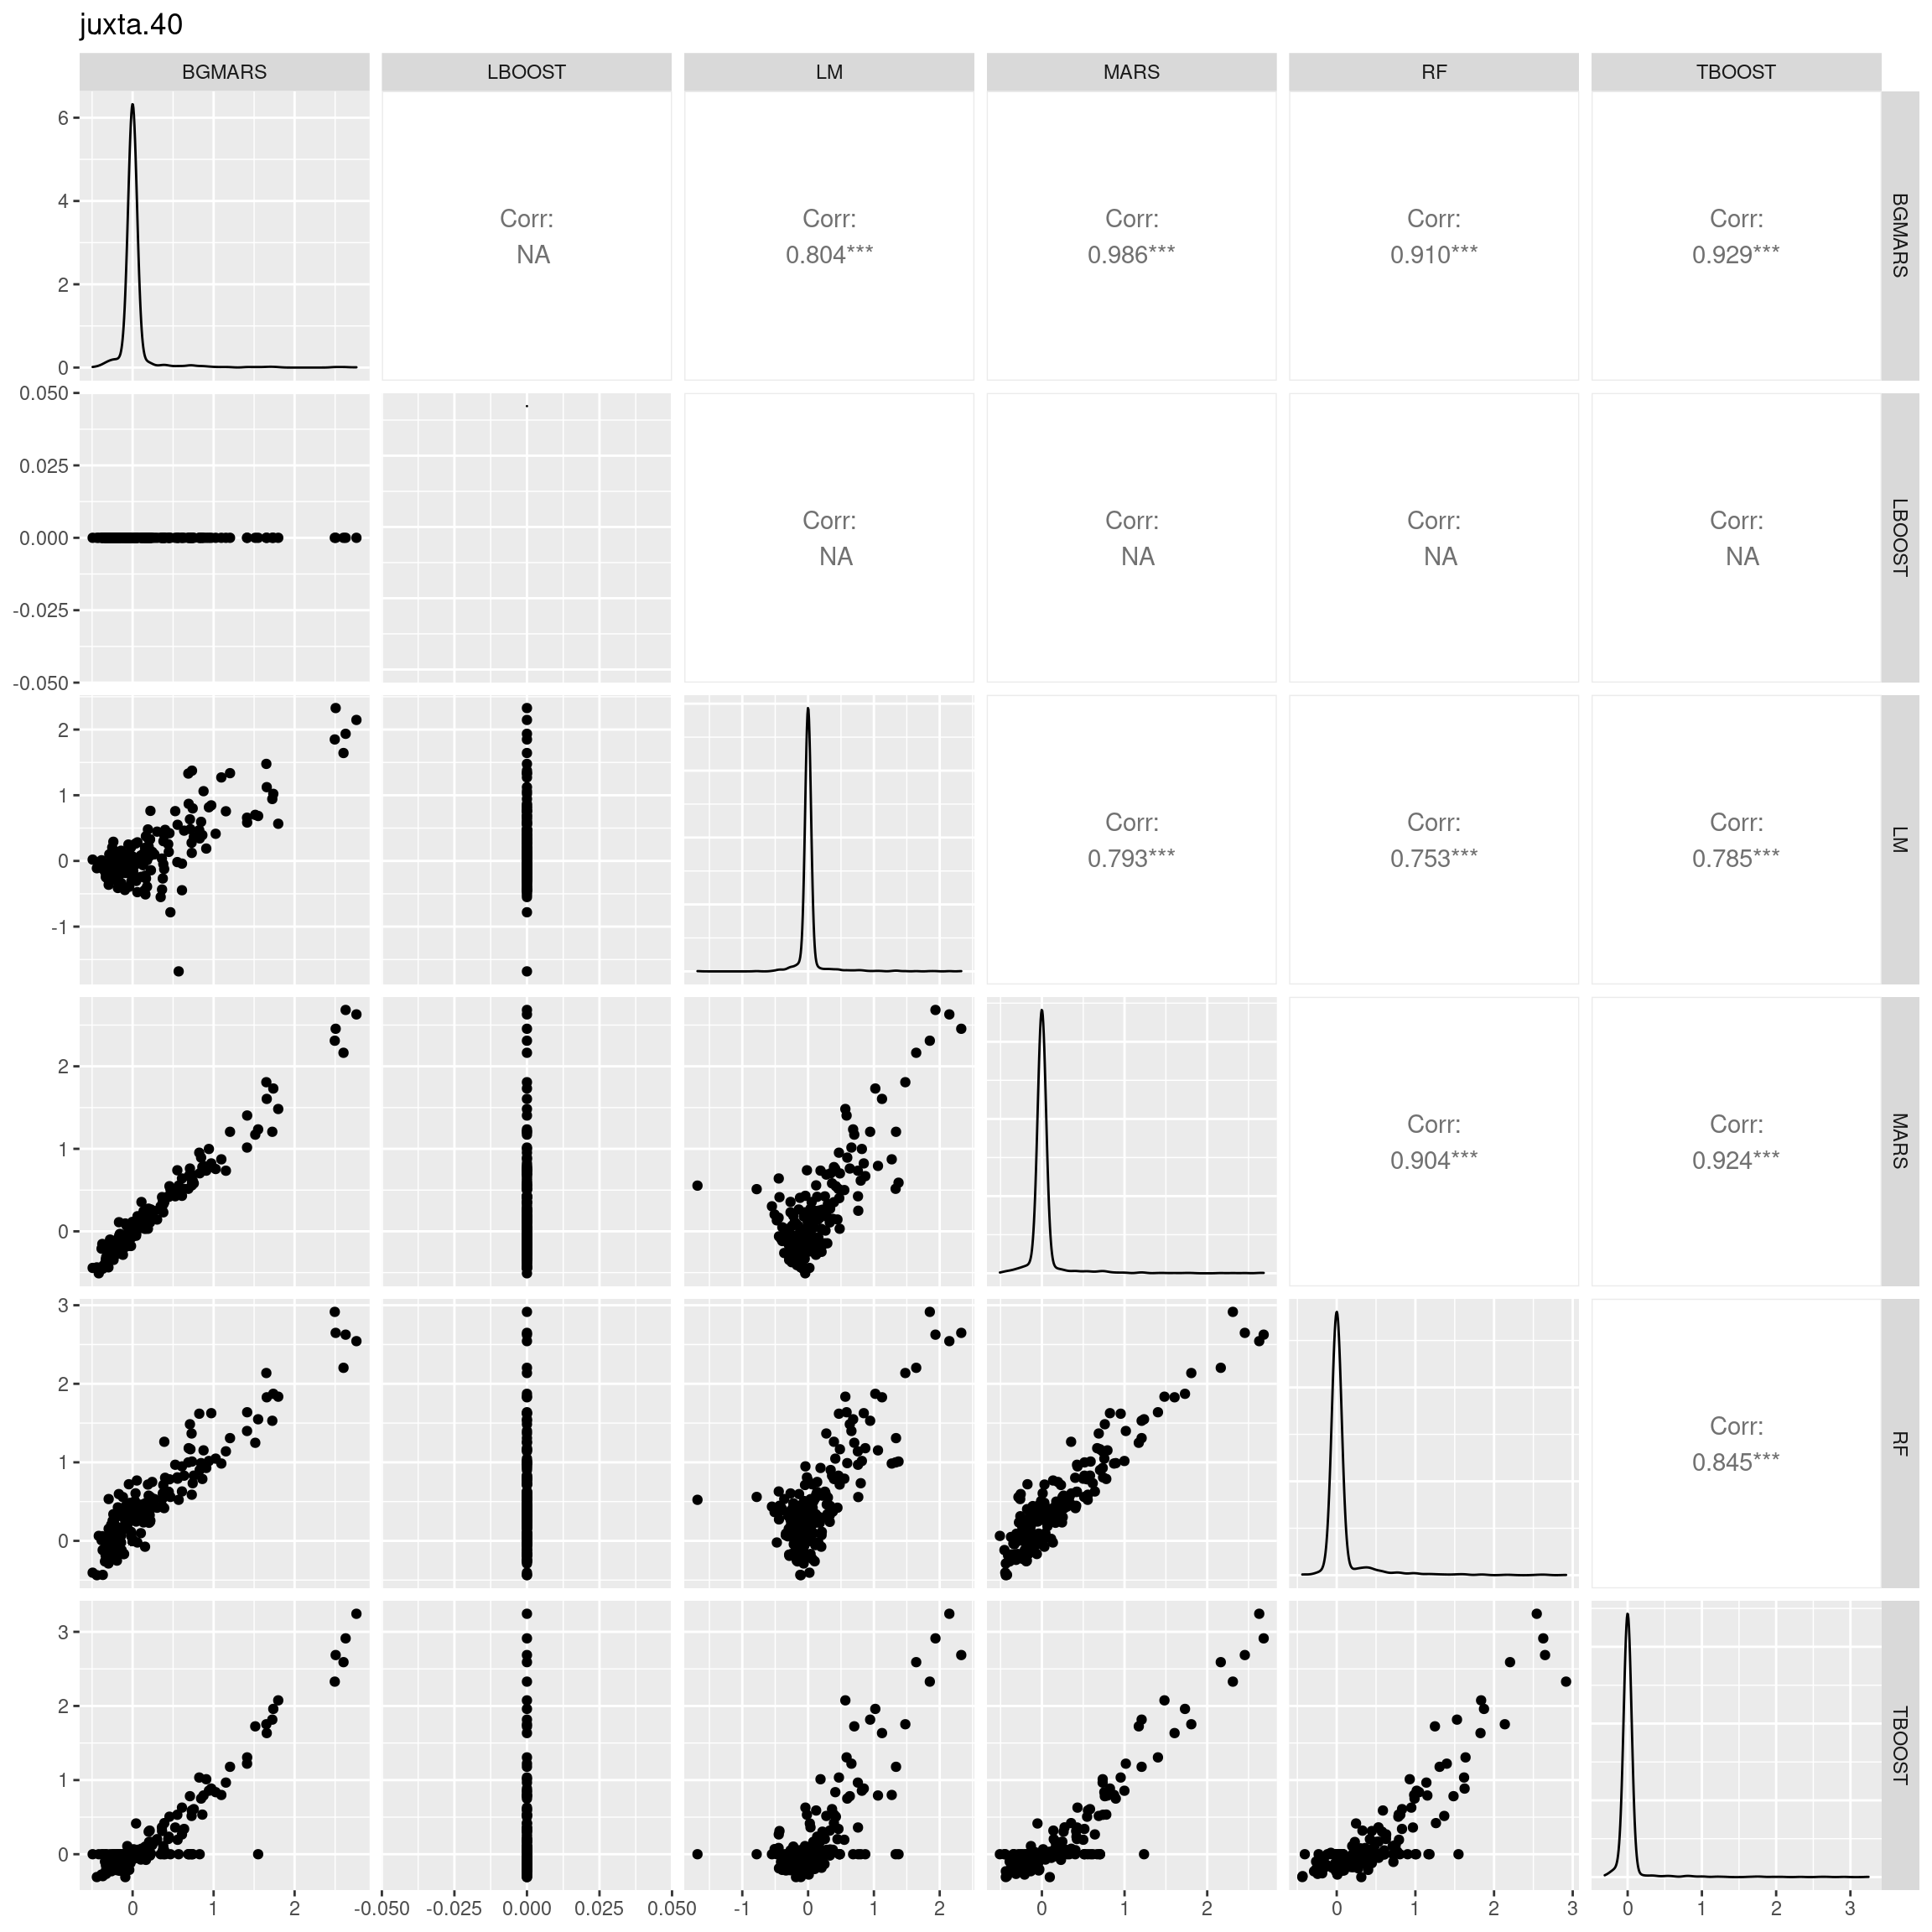 juxta.40
BGMARS LBOOST LM MARS RF TBOOST
6
4
2
0
Corr:
NA
Corr:
0.804***
Corr:
0.986***
Corr:
0.910***
Corr:
0.929***
BGMARS
0.050
0.025
0.000
-0.025
-0.050
Corr:
NA
Corr:
NA
Corr:
NA
Corr:
NA
LBOOST
2
1
0
-1
Corr:
0.793***
Corr:
0.753***
Corr:
0.785***
LM
2
1
0
Corr:
0.904***
Corr:
0.924***
MARS
3
2
1
0
Corr:
0.845***
RF
3
2
1
0
TBOOST
0 1 2 -0.050 -0.025 0.000 0.025 0.050 -1 0 1 2 0 1 2 0 1 2 3 0 1 2 3